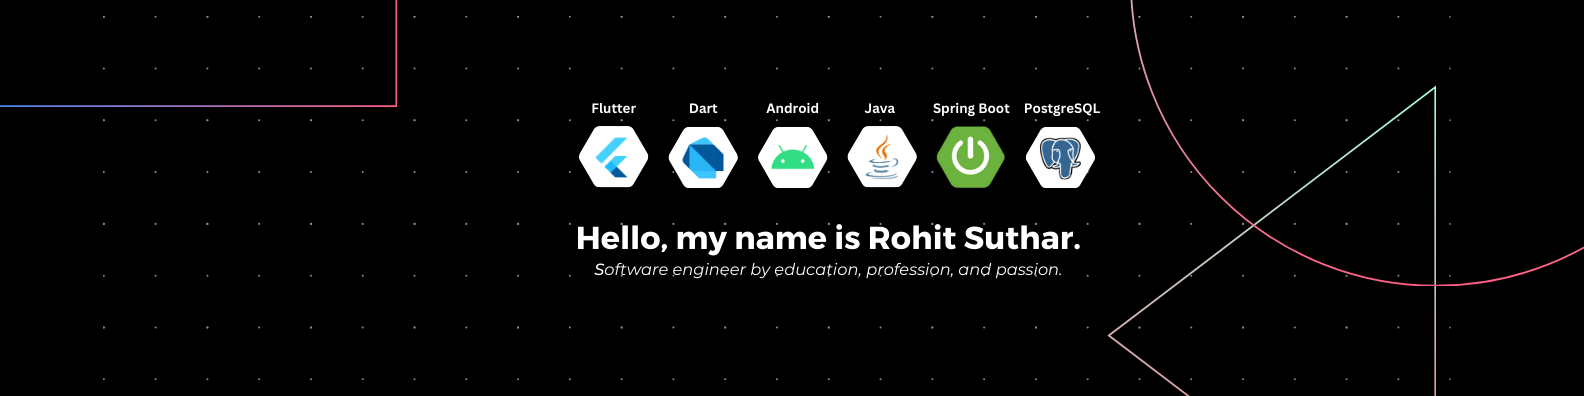 Flutter Dart Android Java Spring Boot PostgreSQL
Hello, my name is Rohit Suthar.
Software engineer by education, profession, and passion.